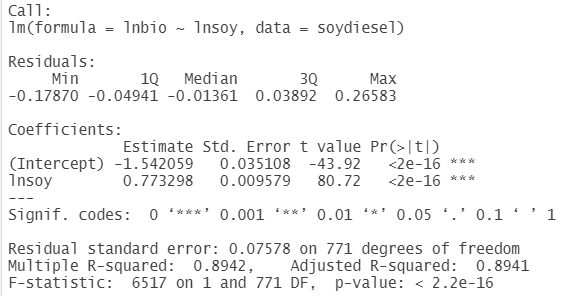 Call:
lm(formula = lnbio ~ lnsoy, data = soydiesel)
Residuals:
Min 1Q Median 3Q Max
-0.17870 -0.04941 -0.01361 0.03892 0.26583
Coefficients:
Estimate Std. Error t value Pr(>|t|)
(Intercept) -1.542059 0.035108 -43.92 <2e-16 ***
lnsoy 0.773298 0.009579 80.72 <2e-16 ***
---
Signif. codes: 0 ‘***’ 0.001 ‘**’ 0.01 ‘*’ 0.05 ‘.’ 0.1 ‘ ’ 1
Residual standard error: 0.07578 on 771 degrees of freedom
Multiple R-squared: 0.8942, Adjusted R-squared: 0.8941
F-statistic: 6517 on 1 and 771 DF, p-value: < 2.2e-16